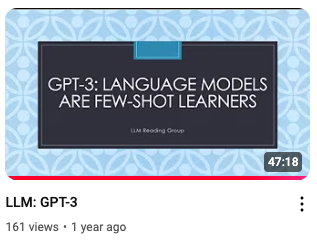 GPT-3: LANGUAGE MODELS
ARE FEW-SHOT LEARNERS
LLM Reading Group
47:18
LLM: GPT-3
161 views • 1 year ago